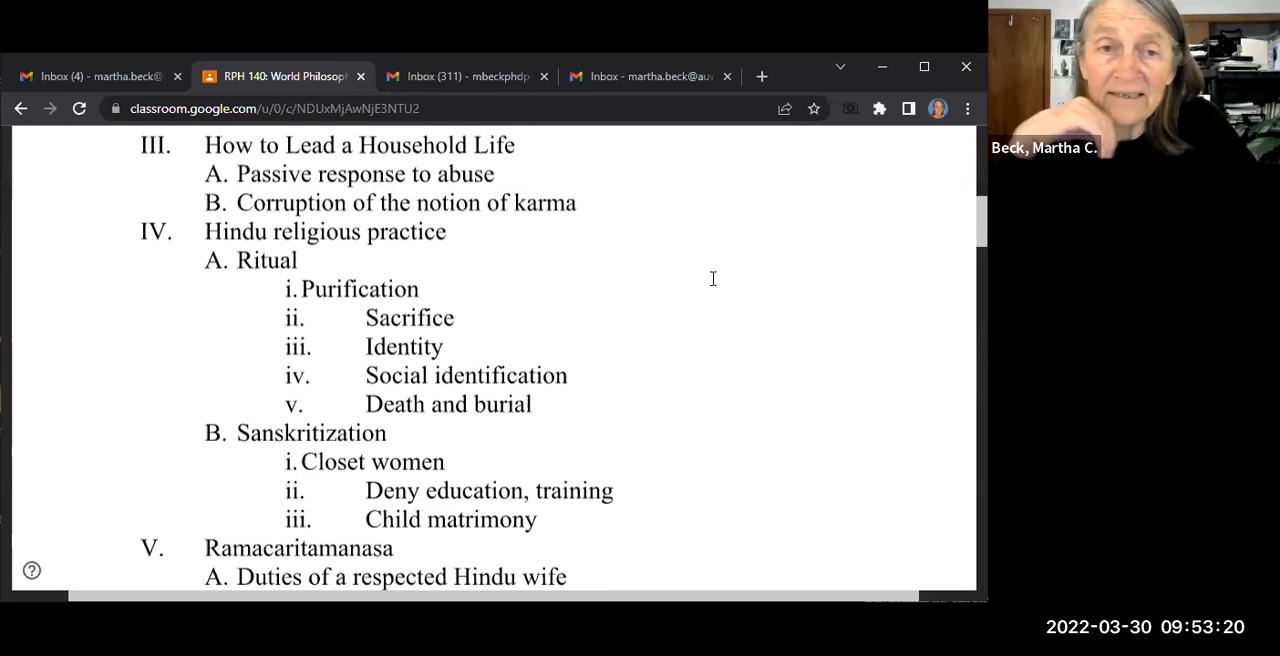 Inbox (4) - martha.beck@
RPH 140: World Philosoph
Inbox (311) - mbeckphdp
Inbox - martha.beck@auv
classroom.google.com/u/0/c/NDUxMjAwNjE3NTU2
III. How to Lead a Household Life
A. Passive response to abuse
B. Corruption of the notion of karma
IV. Hindu religious practice
A. Ritual
i. Purification
ii. Sacrifice
iii. Identity
iv. Social identification
v. Death and burial
B. Sanskritization
i. Closet women
ii. Deny education, training
iii. Child matrimony
V. Ramacaritamanasa
A. Duties of a respected Hindu wife
Beck, Martha C.
2022-03-30 09:53:20